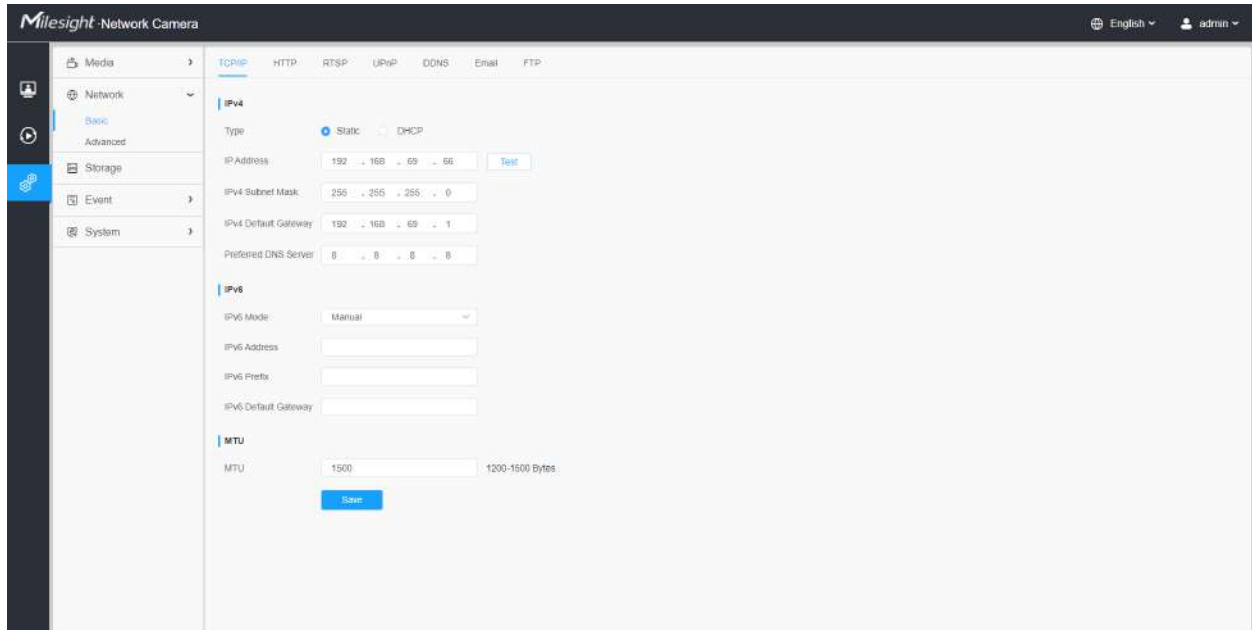 Milesight Network Camera
English
admin
Media
Network
Basic
Advanced
Storage
Event
System
TCP/IP HTTP RTSP UPnP DDNS Email FTP
IPv4
Type Static DHCP
IP Address 192 . 168 . 69 . 66 Test
IPv4 Subnet Mask 255 . 255 . 255 . 0
IPv4 Default Gateway 192 . 168 . 69 . 1
Preferred DNS Server 8 . 8 . 8 . 8
IPv6
IPv6 Mode Manual
IPv6 Address
IPv6 Prefix
IPv6 Default Gateway
MTU
MTU 1500 1200-1500 Bytes
Save